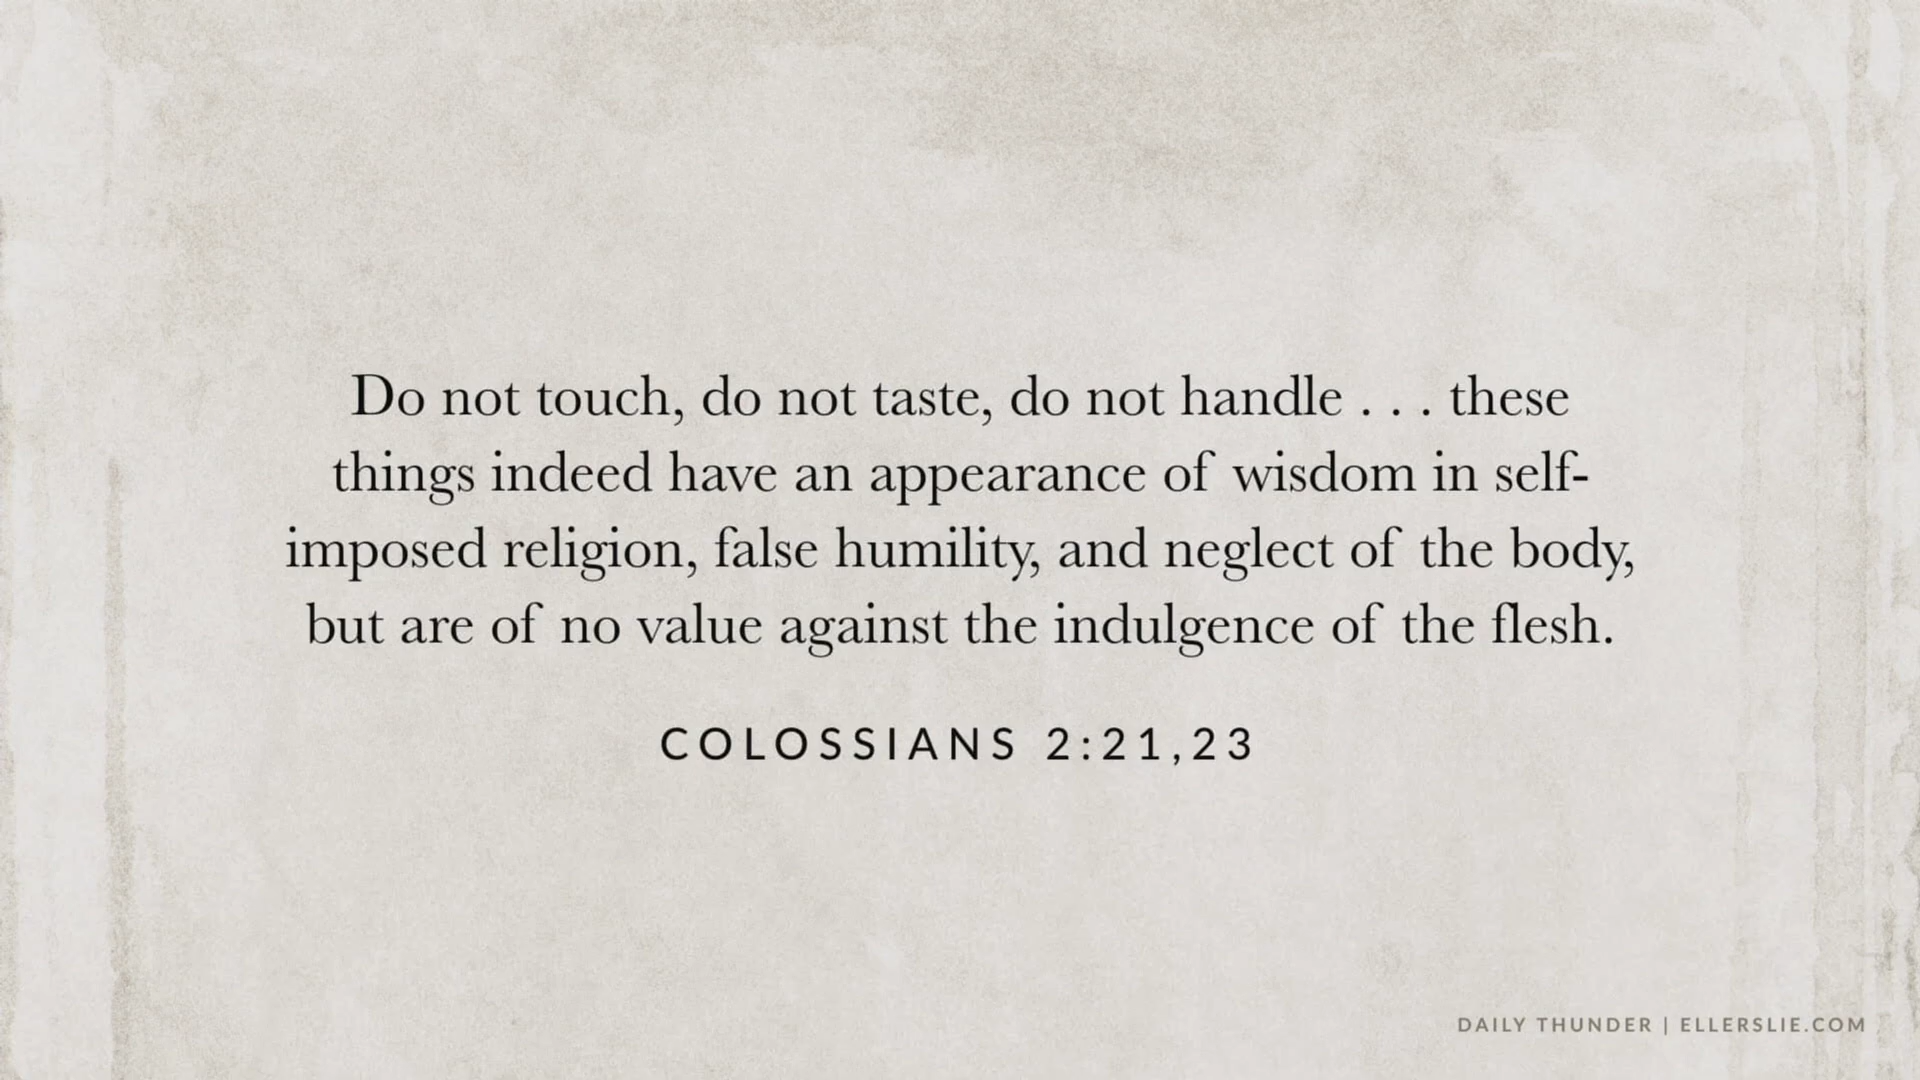 Do not touch, do not taste, do not handle . . . these
things indeed have an appearance of wisdom in self-
imposed religion, false humility, and neglect of the body,
but are of no value against the indulgence of the flesh.
COLOSSIANS 2:21,23
DAILY THUNDER | ELLERSLIE.COM